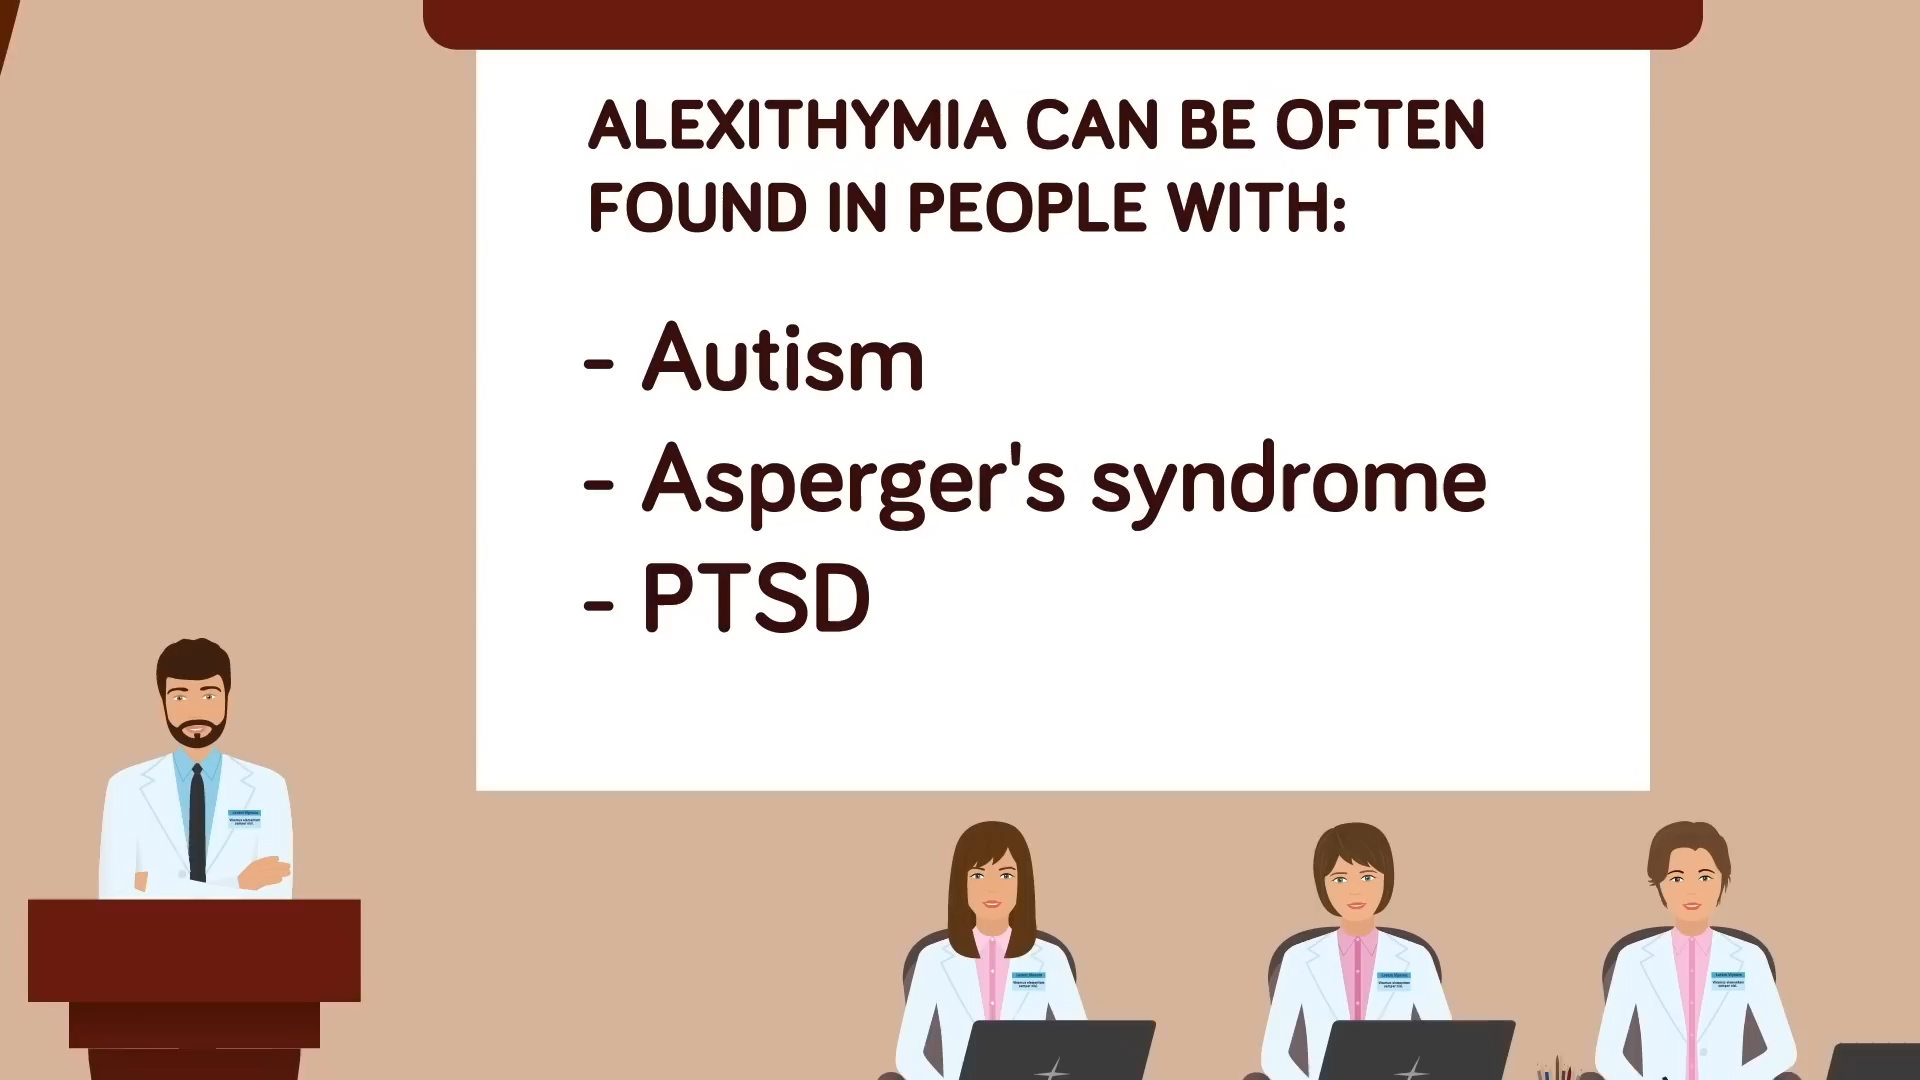 ALEXITHYMIA CAN BE OFTEN
FOUND IN PEOPLE WITH:
- Autism
- Asperger's syndrome
- PTSD